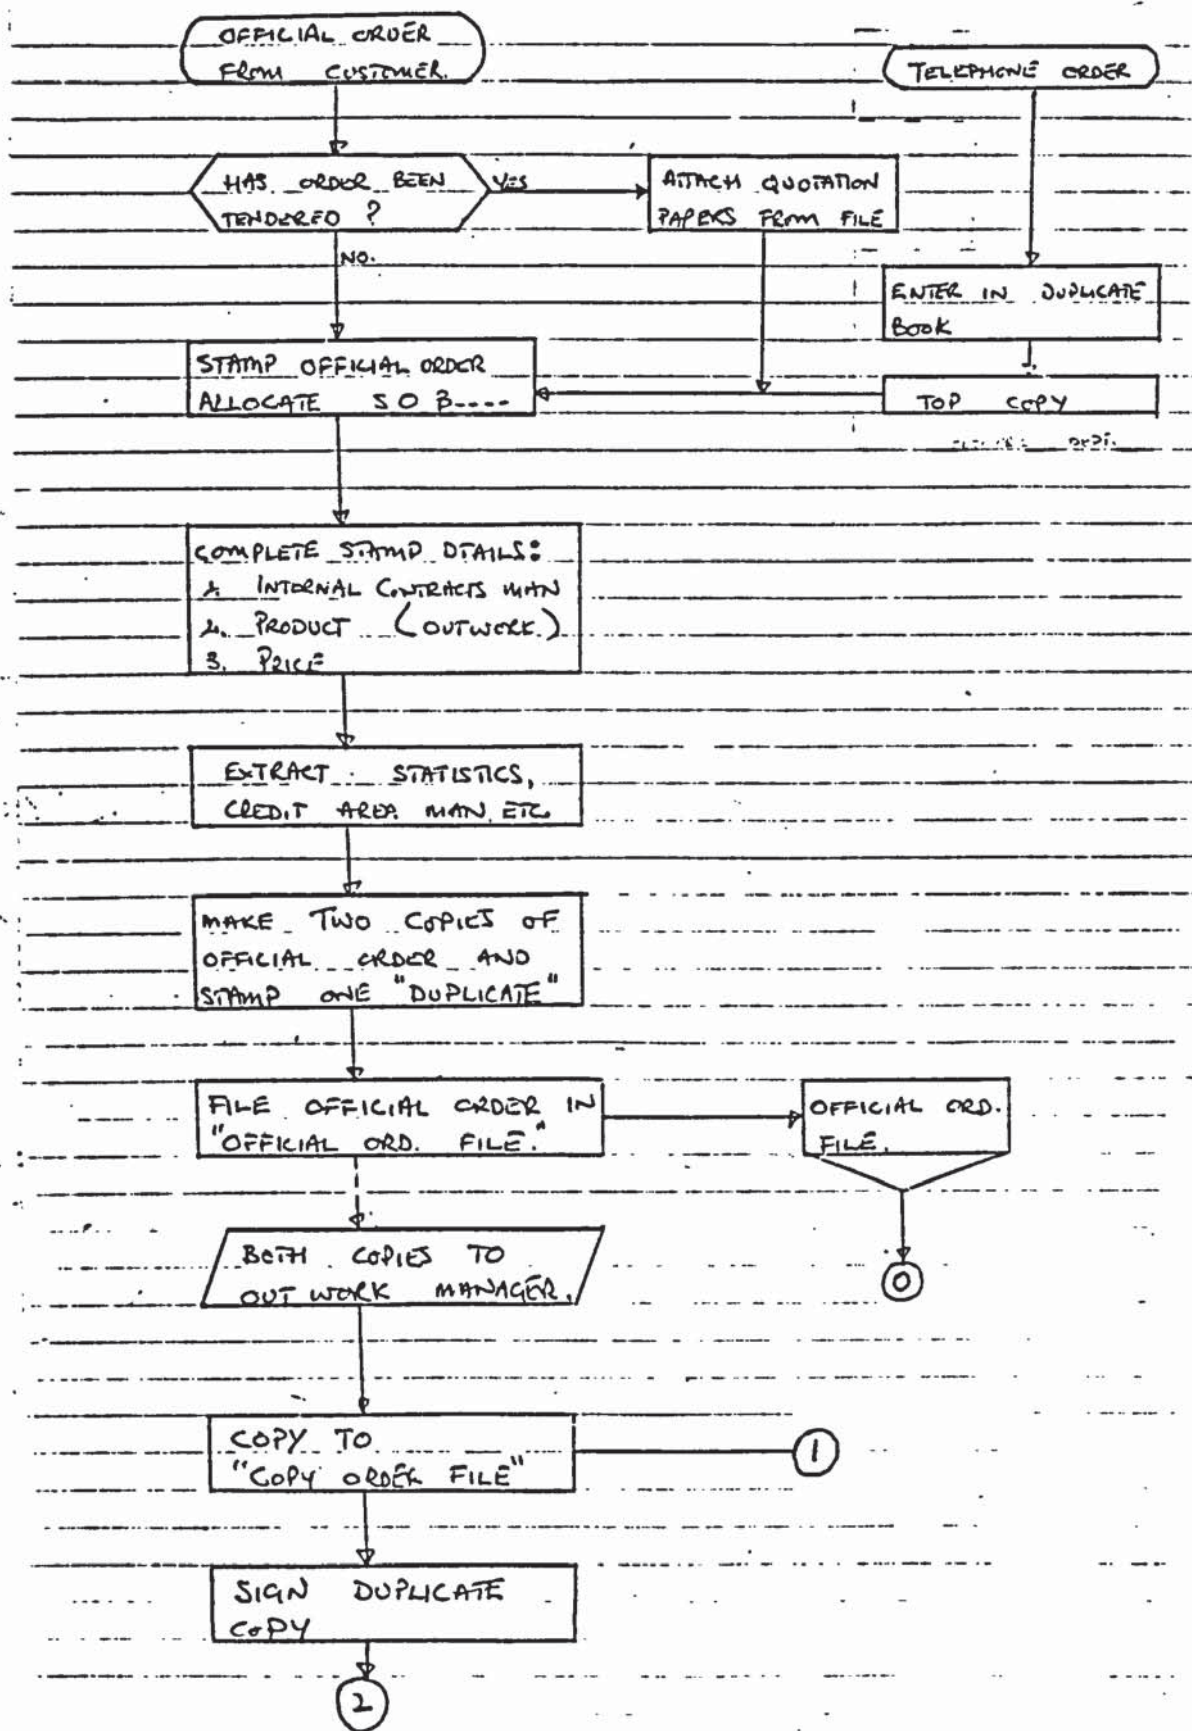 OFFICIAL ORDER
FROM CUSTOMER.
TELEPHONE ORDER
HAS ORDER BEEN
TENDERED ?
YES
ATTACH QUOTATION
PAPERS FROM FILE
NO.
ENTER IN DUPLICATE
BOOK
STAMP OFFICIAL ORDER
ALLOCATE S O B----
TOP COPY
DEPT.
COMPLETE STAMP DTAILS:
1. INTERNAL CONTRACTS MAN
2. PRODUCT (OUTWORK.)
3. PRICE
EXTRACT STATISTICS,
CREDIT AREA MAN. ETC.
MAKE TWO COPIES OF
OFFICIAL ORDER AND
STAMP ONE "DUPLICATE"
FILE OFFICIAL ORDER IN
"OFFICIAL ORD. FILE."
OFFICIAL ORD.
FILE.
BOTH COPIES TO
OUT WORK MANAGER.
0
COPY TO
"COPY ORDER FILE"
1
SIGN DUPLICATE
COPY
2